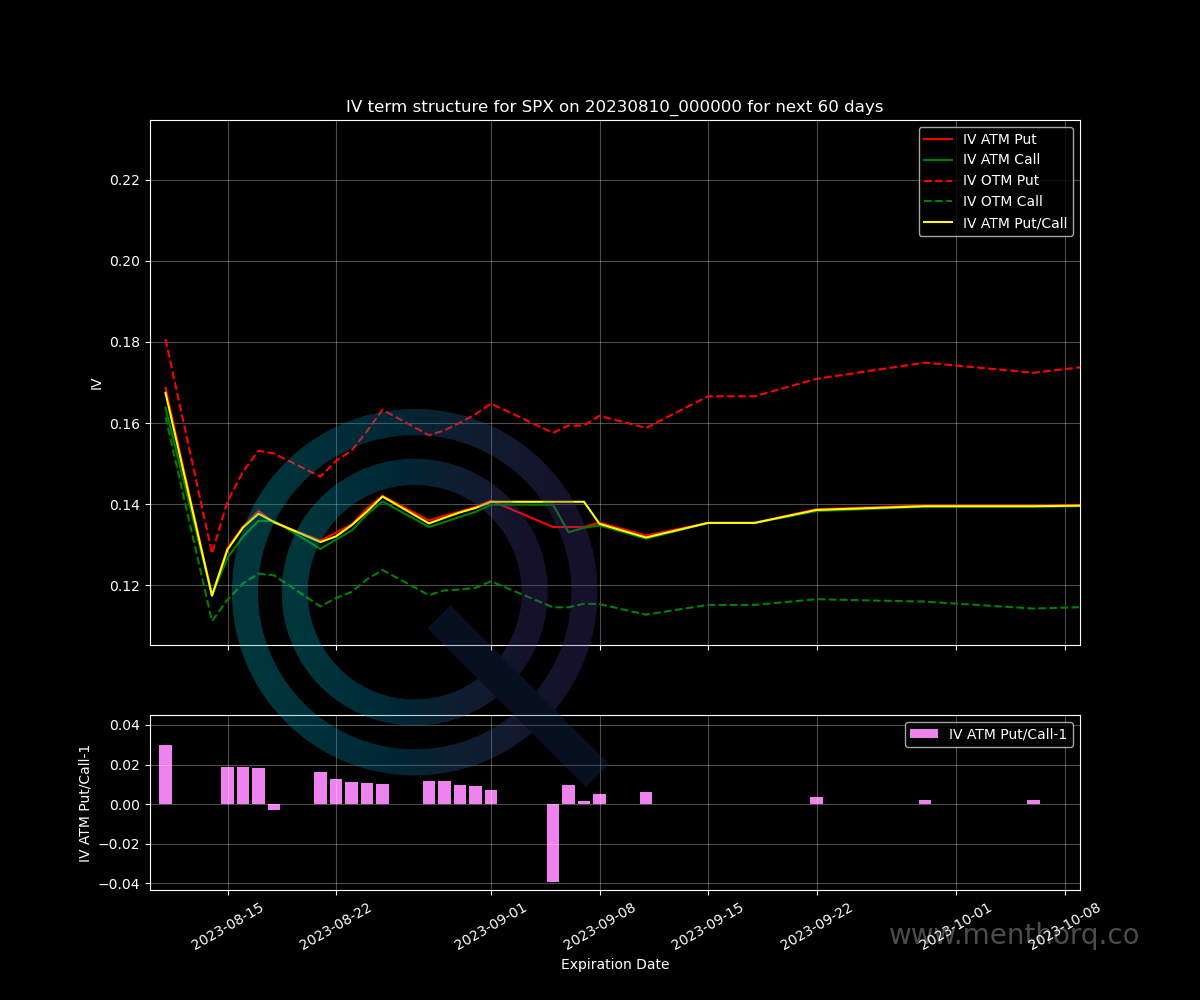 IV term structure for SPX on 20230810_000000 for next 60 days
IV ATM Put
IV ATM Call
IV OTM Put
IV OTM Call
IV ATM Put/Call
0.22
0.20
0.18
0.16
0.14
0.12
IV
IV ATM Put/Call-1
0.04
0.02
0.00
−0.02
−0.04
IV ATM Put/Call-1
2023-08-15
2023-08-22
2023-09-01
2023-09-08
2023-09-15
2023-09-22
2023-10-01
2023-10-08
www.menthorq.co
Expiration Date